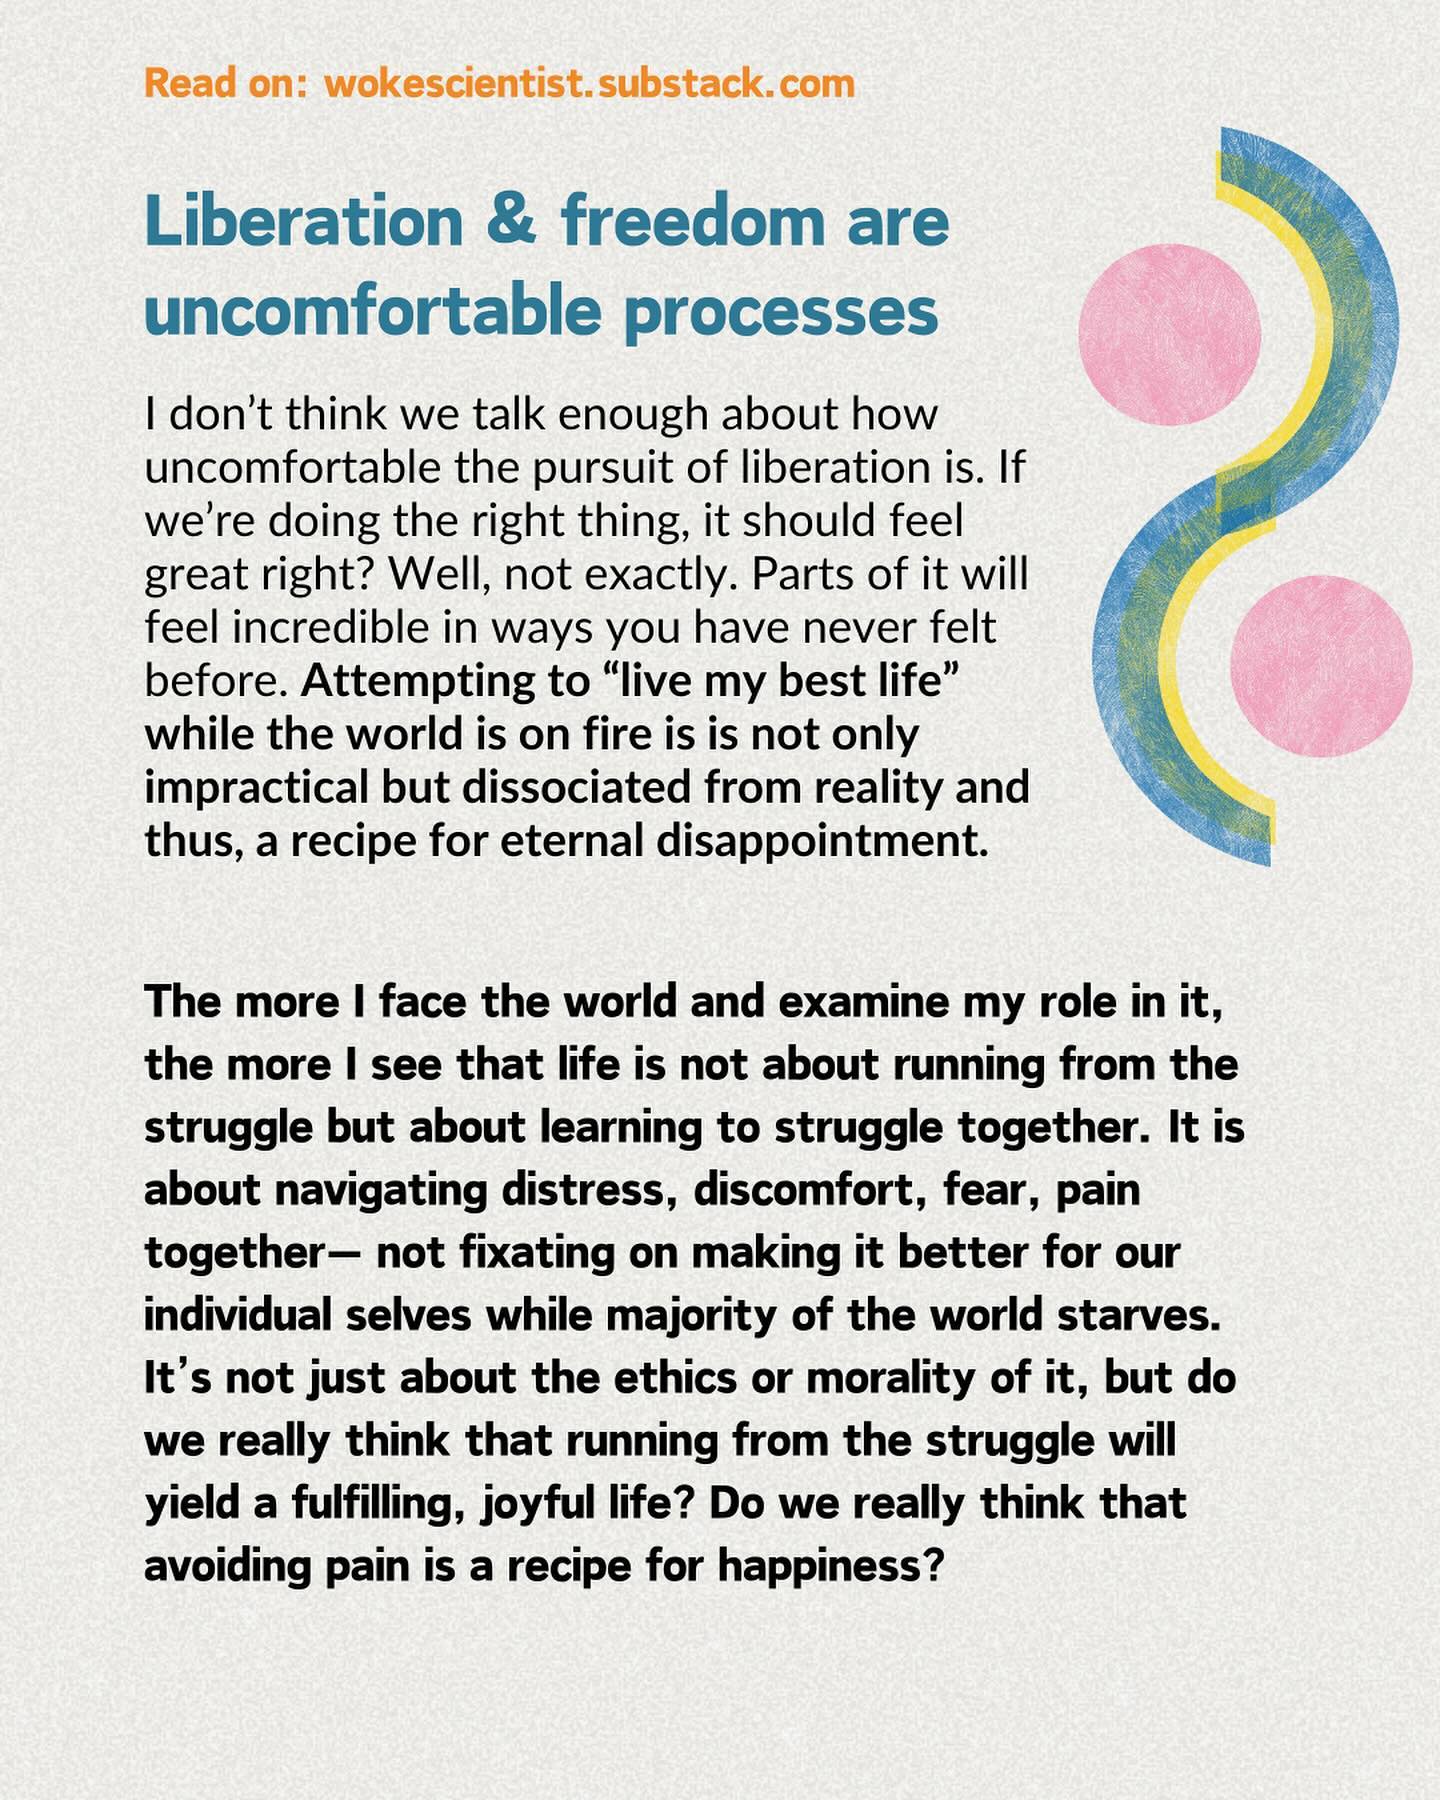 Read on: wokescientist.substack.com
Liberation & freedom are
uncomfortable processes
I don’t think we talk enough about how
uncomfortable the pursuit of liberation is. If
we’re doing the right thing, it should feel
great right? Well, not exactly. Parts of it will
feel incredible in ways you have never felt
before. Attempting to “live my best life”
while the world is on fire is is not only
impractical but dissociated from reality and
thus, a recipe for eternal disappointment.
The more I face the world and examine my role in it,
the more I see that life is not about running from the
struggle but about learning to struggle together. It is
about navigating distress, discomfort, fear, pain
together— not fixating on making it better for our
individual selves while majority of the world starves.
It’s not just about the ethics or morality of it, but do
we really think that running from the struggle will
yield a fulfilling, joyful life? Do we really think that
avoiding pain is a recipe for happiness?